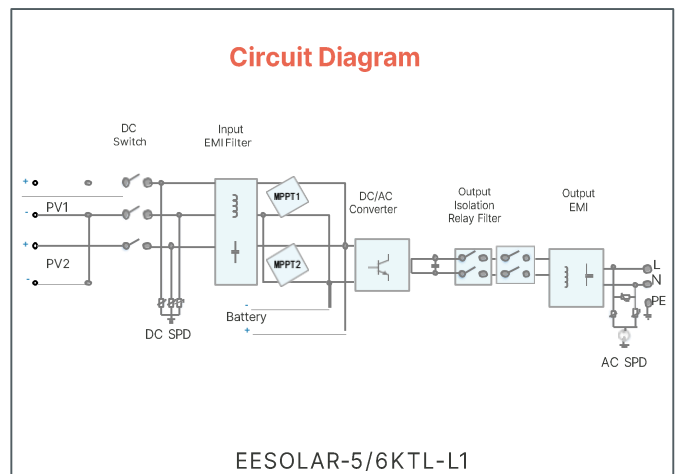 Circuit Diagram
DC
Switch
Input
EMI Filter
+
PV1
-
+
PV2
-
DC SPD
MPPT1
MPPT2
-
Battery
+
DC/AC
Converter
Output
Isolation
Relay Filter
Output
EMI
L
N
PE
AC SPD
EESOLAR-5/6KTL-L1